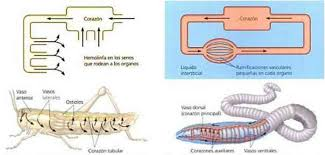 Corazón
Hemolinfa en los senos
que rodean a los órganos
Corazón
Líquido
intersticial
Ramificaciones vasculares
pequeñas en cada órgano
Vaso
anterior
Vasos
laterales
Ostiolos
Corazón tubular
Vaso dorsal
(corazón principal)
Corazones auxiliares
Vasos ventrales